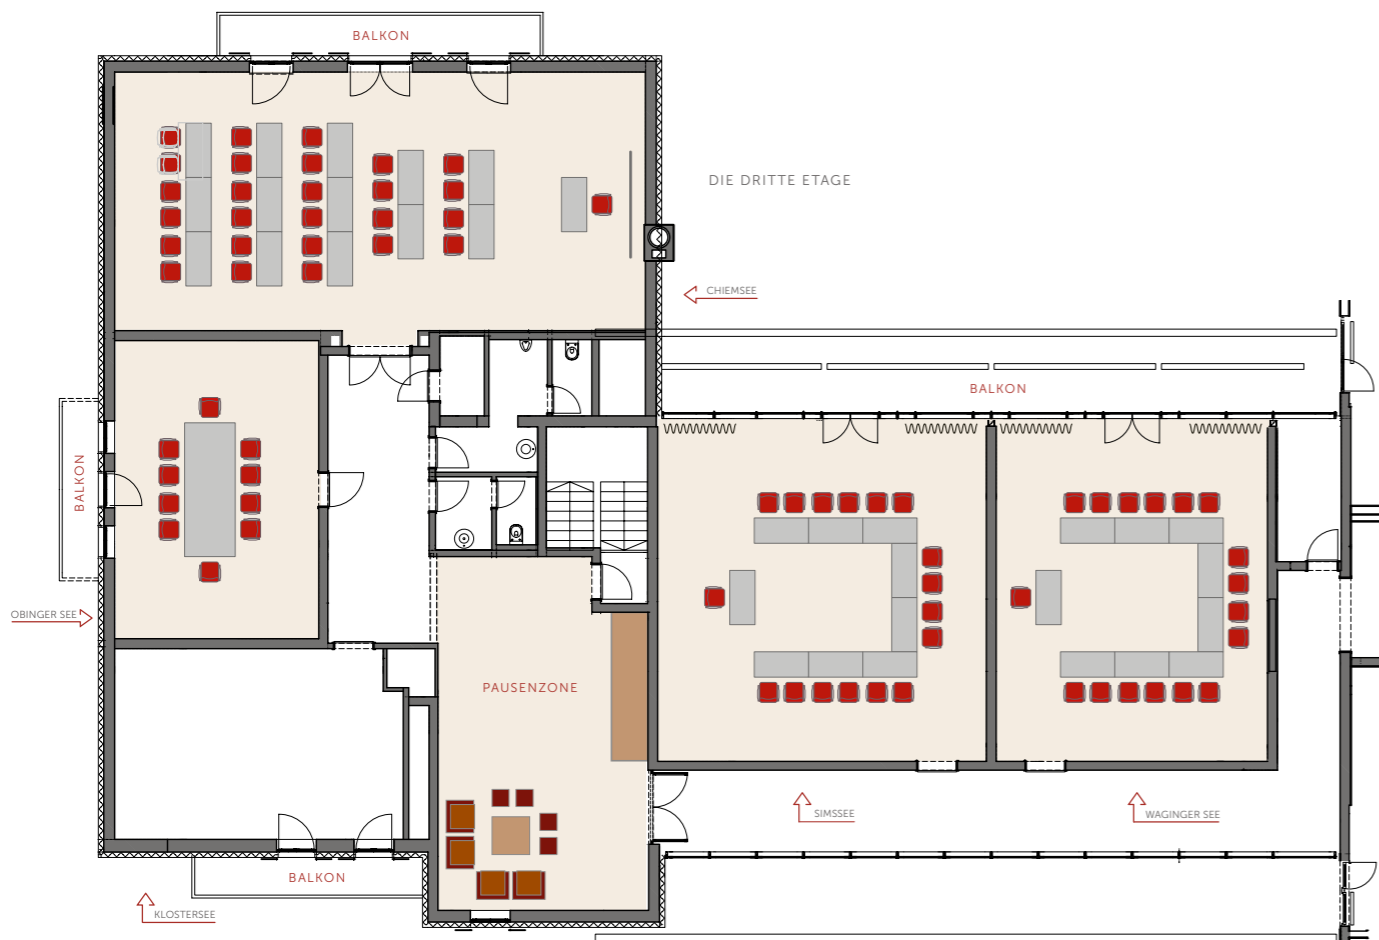 BALKON
DIE DRITTE ETAGE
CHIEMSEE
BALKON
BALKON
OBINGER SEE
PAUSENZONE
SIMSSEE
WAGINGER SEE
BALKON
KLOSTERSEE